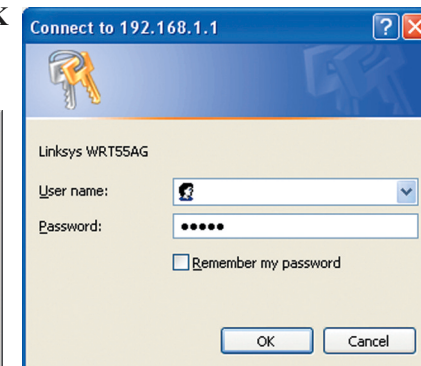 K
Connect to 192.168.1.1
Linksys WRT55AG
User name:
Password:
•••••
Remember my password
OK
Cancel